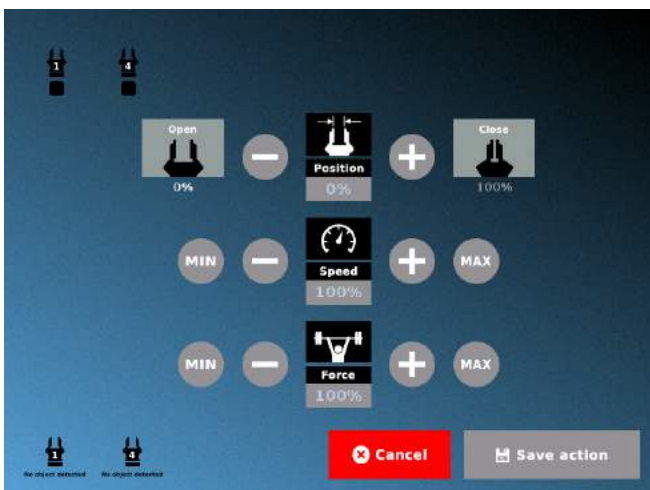 1 4
Open Close
Position
0% 0% 100%
MIN Speed MAX
100%
MIN Force MAX
100%
1 4
No object detected No object detected
Cancel Save action